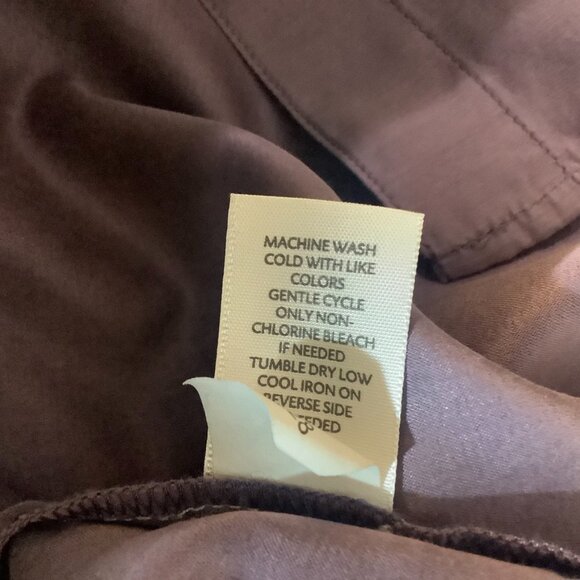 MACHINE WASH
COLD WITH LIKE
COLORS
GENTLE CYCLE
ONLY NON-
CHLORINE BLEACH
IF NEEDED
TUMBLE DRY LOW
COOL IRON ON
REVERSE SIDE